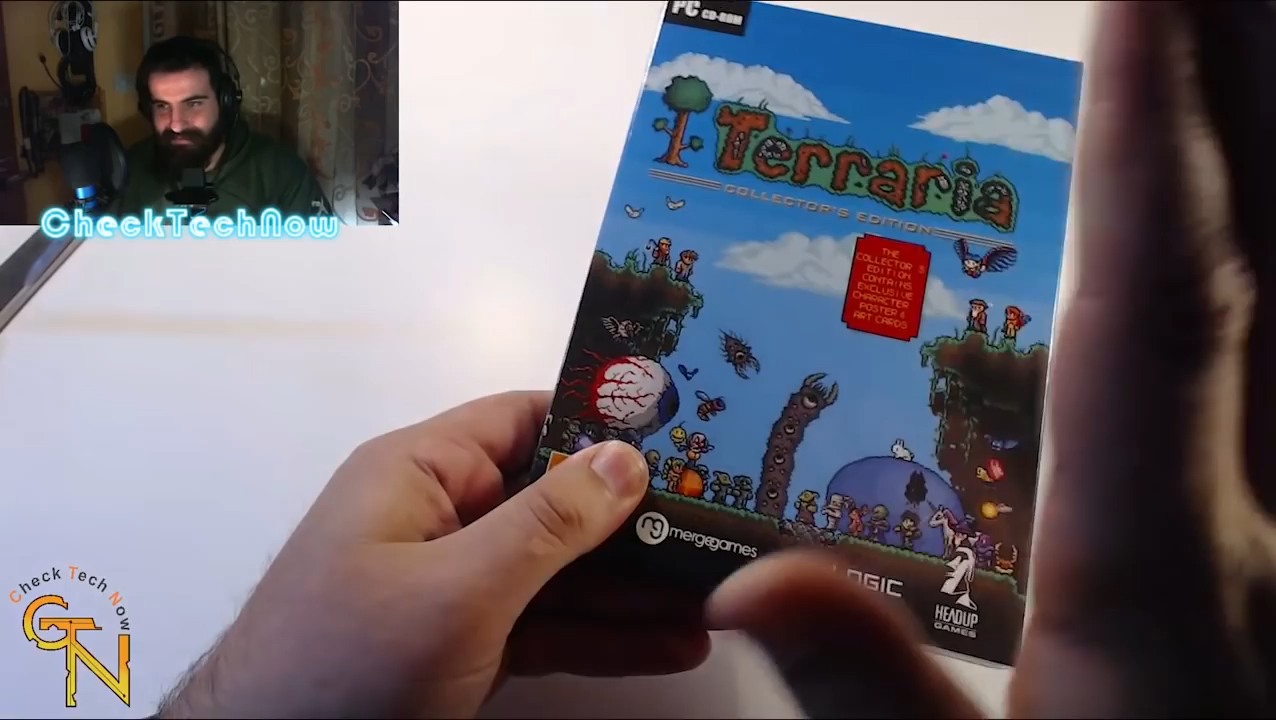 PC CD-ROM
Terraria
COLLECTOR'S EDITION
THE
COLLECTOR'S
EDITION
CONTAINS
EXCLUSIVE
CHARACTER
POSTER &
ART CARDS
CheckTechNow
mergegames
LOGIC
HEADUP
GAMES
Check Tech Now
CTN